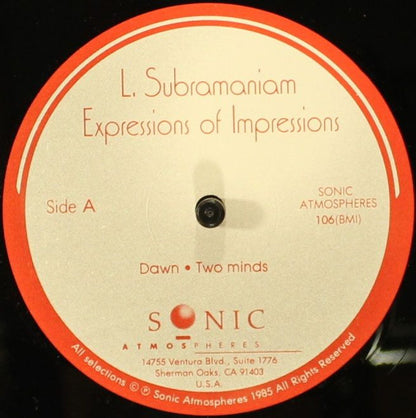 L. Subramaniam
Expressions of Impressions
Side A
SONIC
ATMOSPHERES
106(BMI)
Dawn • Two minds
SONIC
ATMOSPHERES
14755 Ventura Blvd., Suite 1776
Sherman Oaks, CA 91403
U.S.A.
All selections © ℗ Sonic Atmospheres 1985 All Rights Reserved